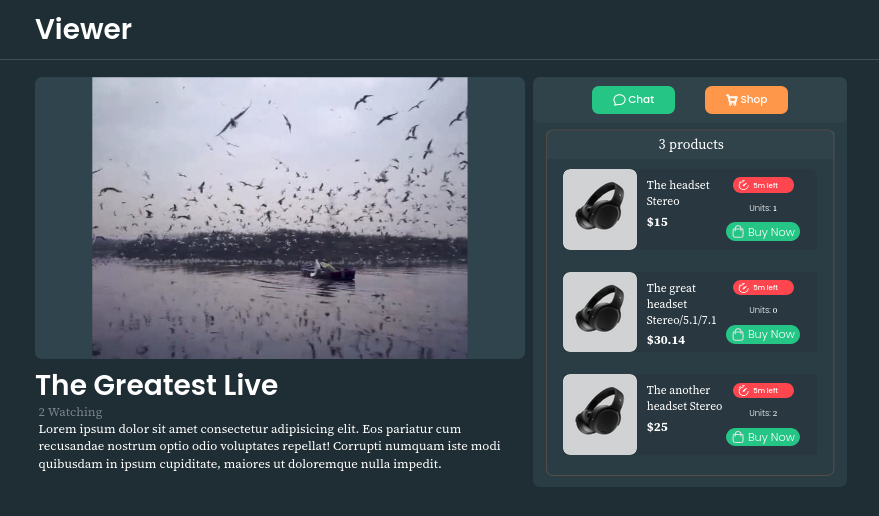 Viewer
Chat
Shop
3 products
The headset
Stereo
$15
5m left
Units: 1
Buy Now
The great
headset
Stereo/5.1/7.1
$30.14
5m left
Units: 0
Buy Now
The another
headset Stereo
$25
5m left
Units: 2
Buy Now
The Greatest Live
2 Watching
Lorem ipsum dolor sit amet consectetur adipisicing elit. Eos pariatur cum
recusandae nostrum optio odio voluptates repellat! Corrupti numquam iste modi
quibusdam in ipsum cupiditate, maiores ut doloremque nulla impedit.